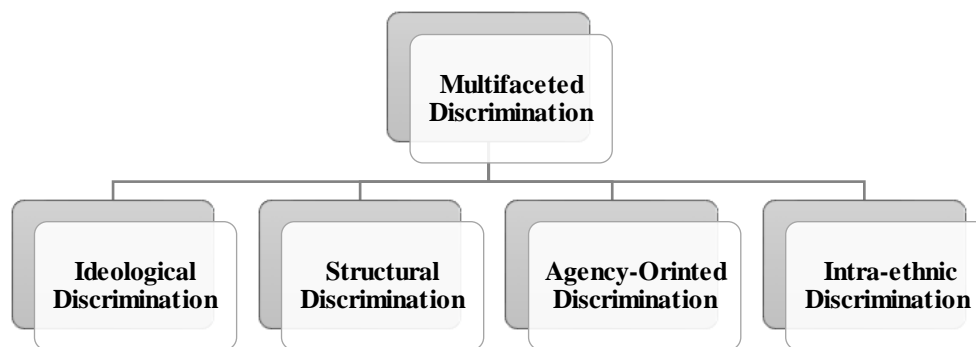 Multifaceted
Discrimination
Ideological
Discrimination
Structural
Discrimination
Agency-Orinted
Discrimination
Intra-ethnic
Discrimination